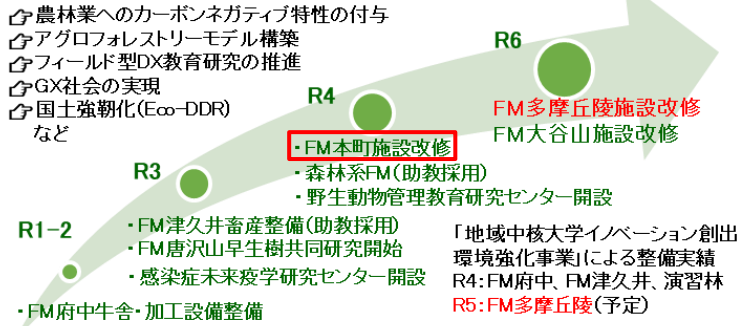 👉農林業へのカーボンネガティブ特性の付与
👉アグロフォレストリーモデル構築
👉フィールド型DX教育研究の推進
👉GX社会の実現
👉国土強靭化(Eco-DDR)
など
R6
FM多摩丘陵施設改修
FM大谷山施設改修
R4
・FM本町施設改修
・森林系FM(助教採用)
・野生動物管理教育研究センター開設
R3
・FM津久井畜産整備(助教採用)
・FM唐沢山早生樹共同研究開始
・感染症未来疫学研究センター開設
R1-2
・FM府中牛舎・加工設備整備
「地域中核大学イノベーション創出
環境強化事業」による整備実績
R4:FM府中、FM津久井、演習林
R5:FM多摩丘陵(予定)